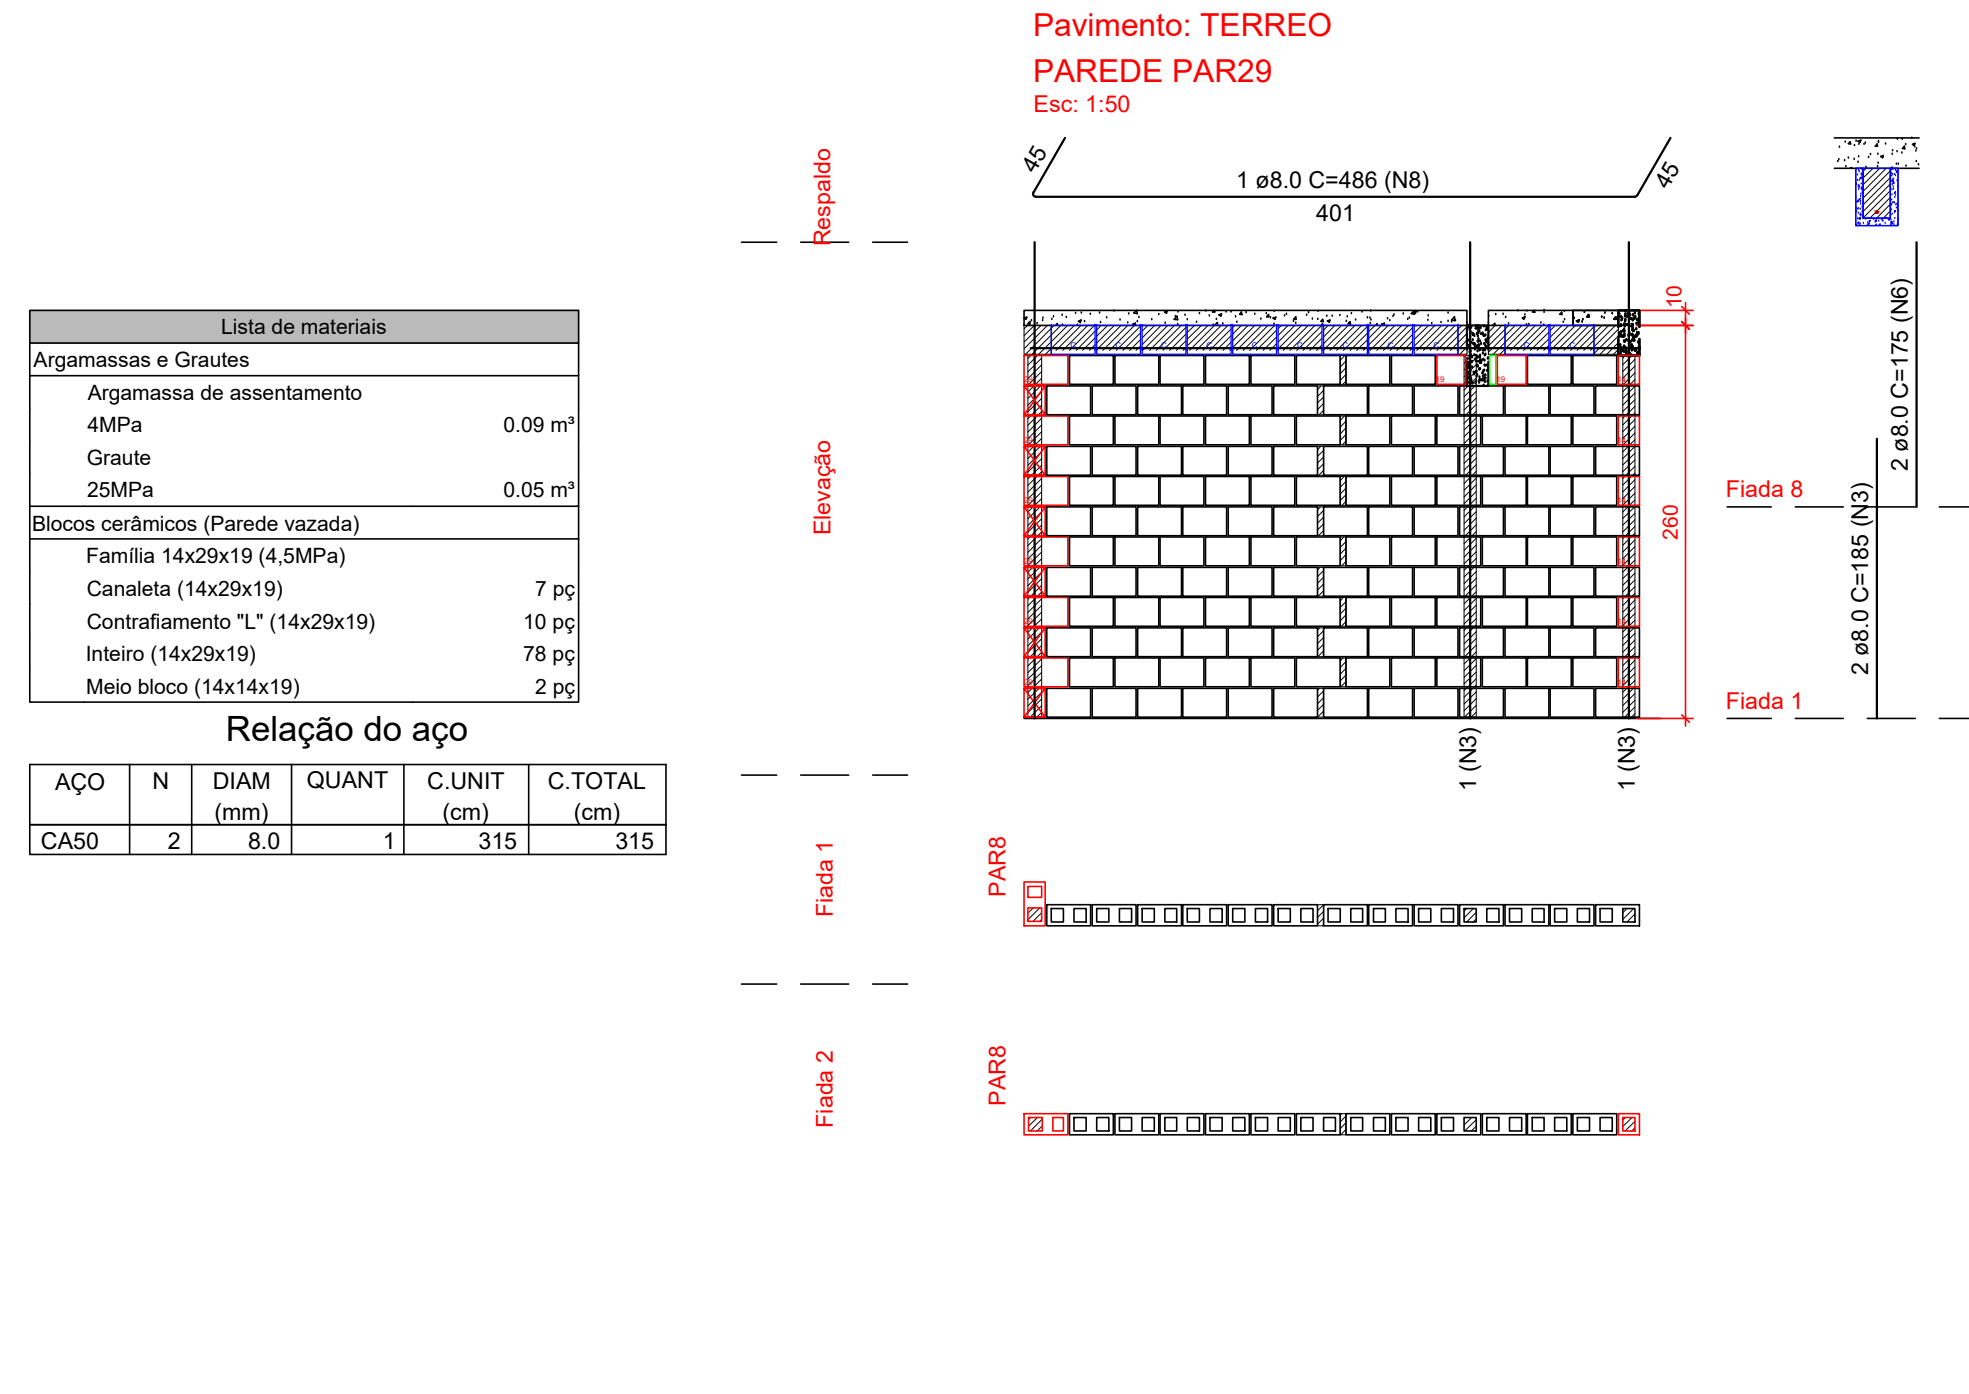 Pavimento: TERREO
PAREDE PAR29
Esc: 1:50
Respaldo
45
1 ø8.0 C=486 (N8)
45
401
Lista de materiais
Argamassas e Grautes
Argamassa de assentamento
4MPa 0.09 m³
Graute
25MPa 0.05 m³
Blocos cerâmicos (Parede vazada)
Família 14x29x19 (4,5MPa)
Canaleta (14x29x19) 7 pç
Contrafiamento "L" (14x29x19) 10 pç
Inteiro (14x29x19) 78 pç
Meio bloco (14x14x19) 2 pç
Elevação
10
260
2 ø8.0 C=175 (N6)
Fiada 8
2 ø8.0 C=185 (N3)
Fiada 1
1 (N3)
1 (N3)
Relação do aço
AÇO N DIAM QUANT C.UNIT C.TOTAL
(mm) (cm) (cm)
CA50 2 8.0 1 315 315
Fiada 1
PAR8
Fiada 2
PAR8